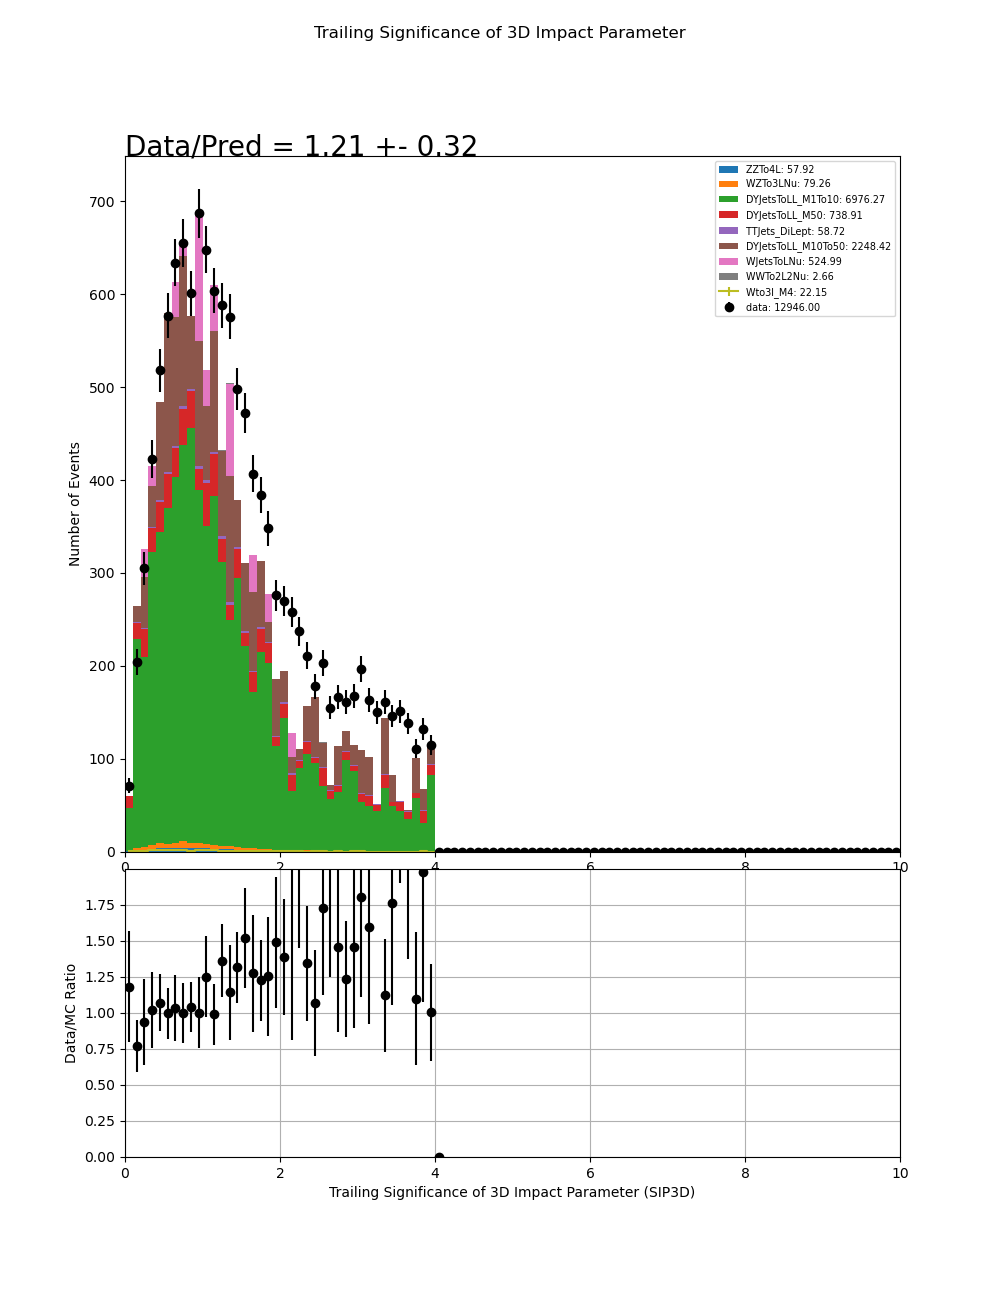 Trailing Significance of 3D Impact Parameter
Data/Pred = 1.21 +- 0.32
ZZTo4L: 57.92
WZTo3LNu: 79.26
DYJetsToLL_M1To10: 6976.27
DYJetsToLL_M50: 738.91
TTJets_DiLept: 58.72
DYJetsToLL_M10To50: 2248.42
WJetsToLNu: 524.99
WWTo2L2Nu: 2.66
Wto3l_M4: 22.15
data: 12946.00
700
600
500
400
300
200
100
0
Number of Events
0 2 4 6 8 10
1.75
1.50
1.25
1.00
0.75
0.50
0.25
0.00
Data/MC Ratio
0 2 4 6 8 10
Trailing Significance of 3D Impact Parameter (SIP3D)